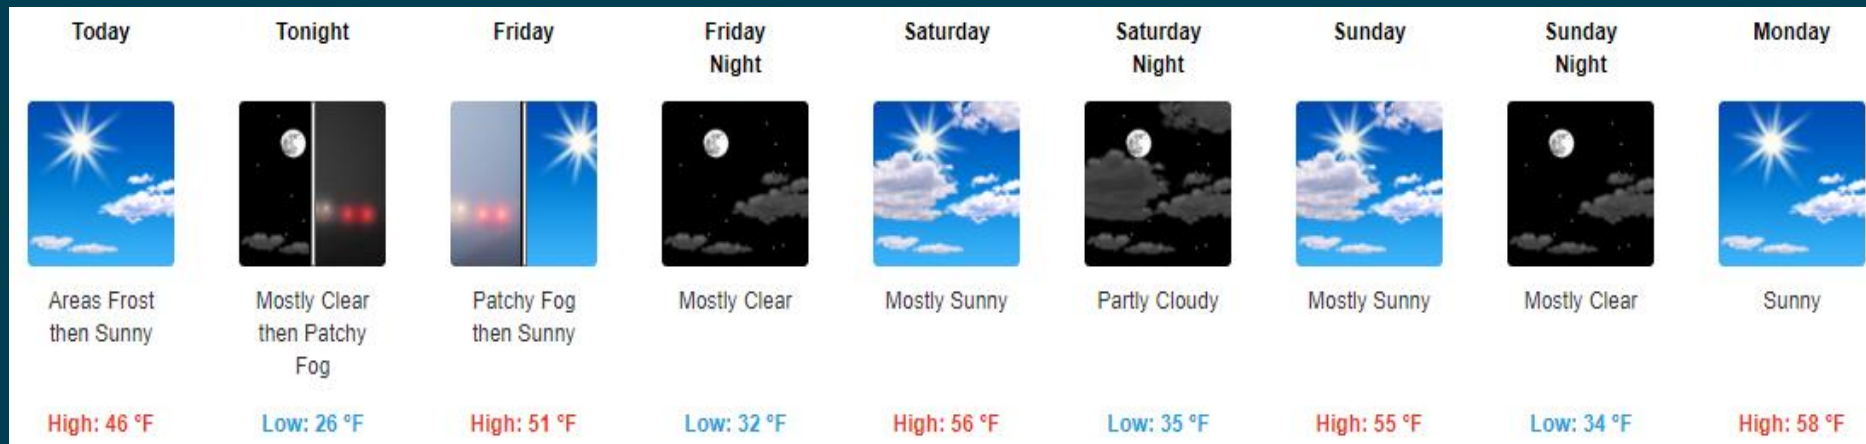 Today
Tonight
Friday
Friday
Night
Saturday
Saturday
Night
Sunday
Sunday
Night
Monday
Areas Frost
then Sunny
Mostly Clear
then Patchy
Fog
Patchy Fog
then Sunny
Mostly Clear
Mostly Sunny
Partly Cloudy
Mostly Sunny
Mostly Clear
Sunny
High: 46 °F
Low: 26 °F
High: 51 °F
Low: 32 °F
High: 56 °F
Low: 35 °F
High: 55 °F
Low: 34 °F
High: 58 °F